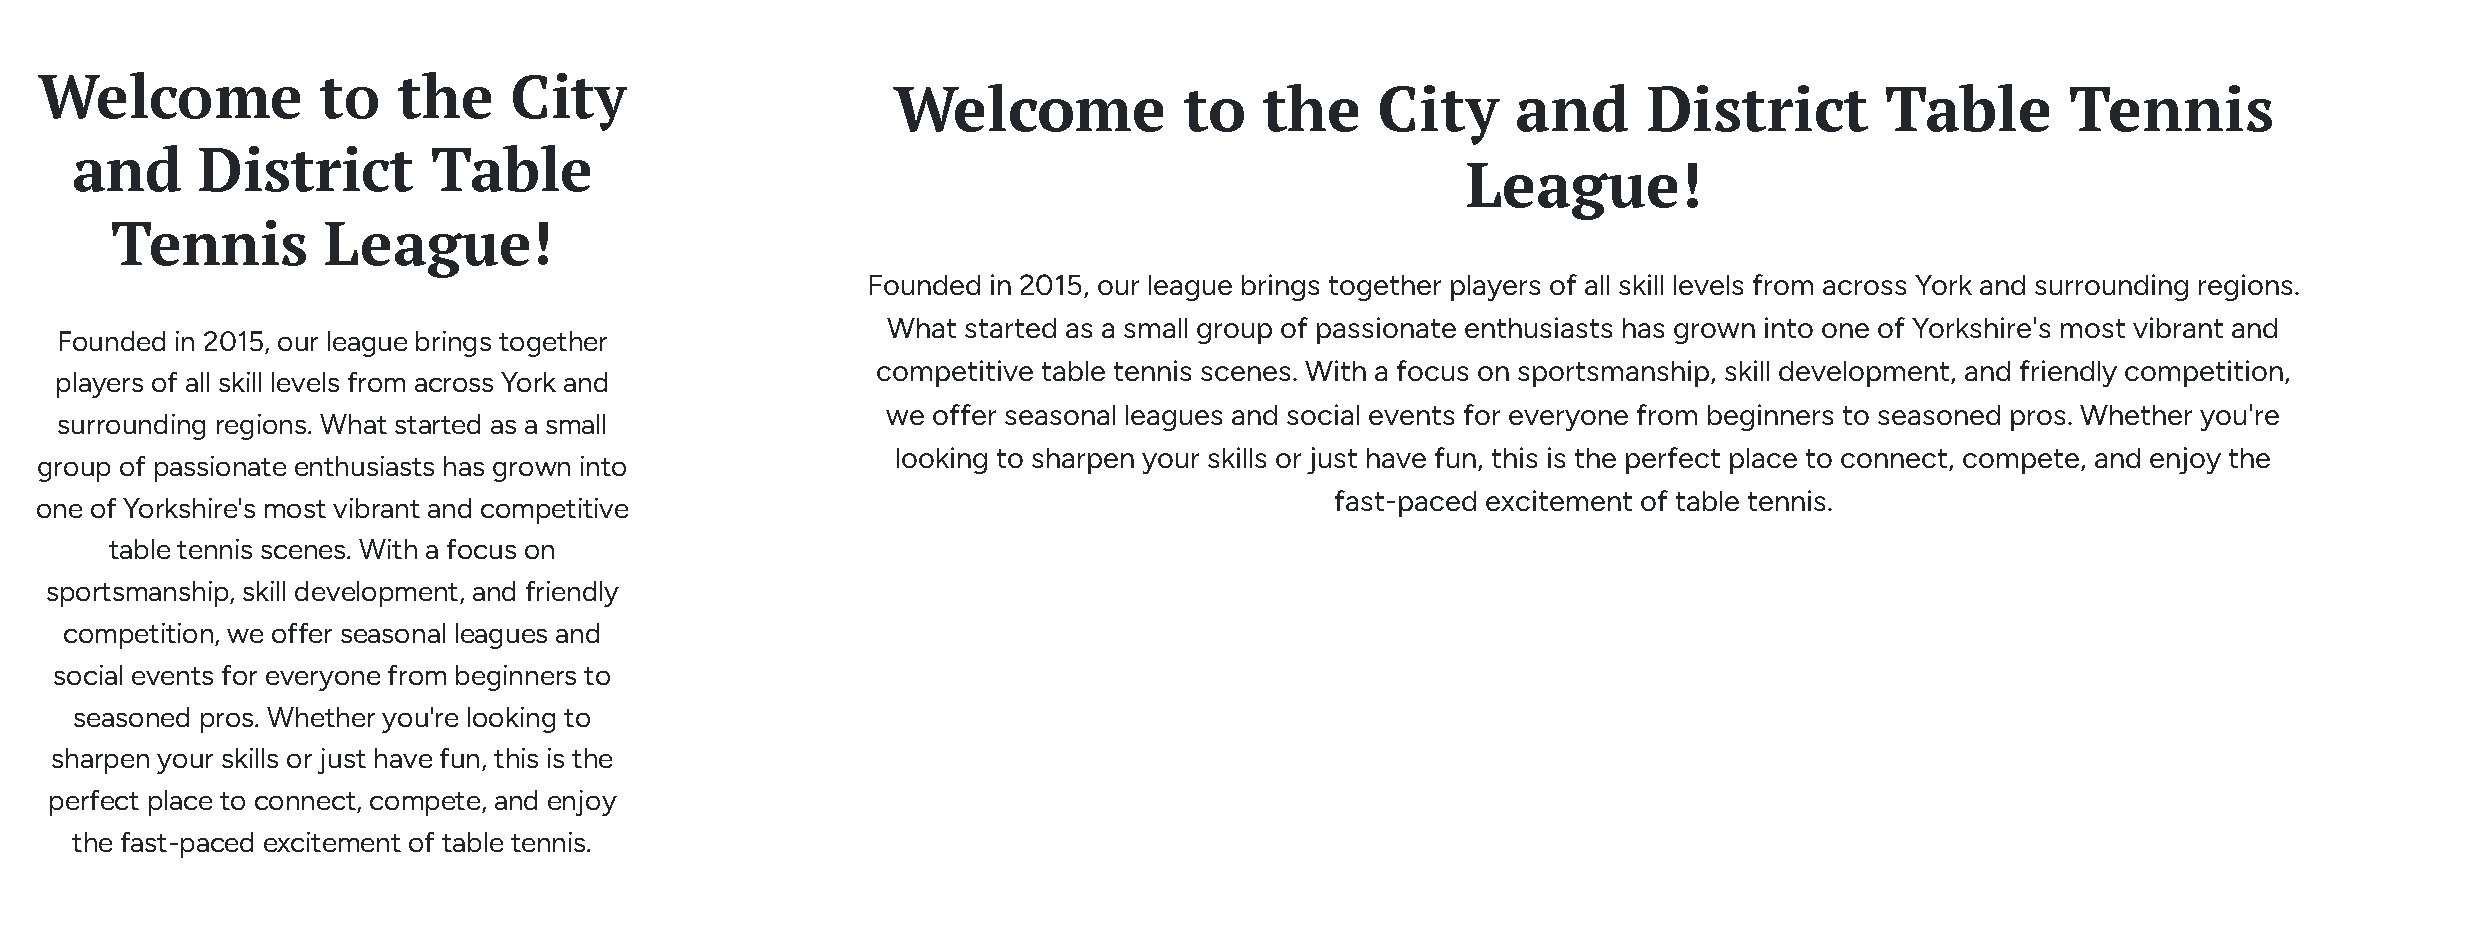 Welcome to the City
and District Table
Tennis League!
Founded in 2015, our league brings together
players of all skill levels from across York and
surrounding regions. What started as a small
group of passionate enthusiasts has grown into
one of Yorkshire's most vibrant and competitive
table tennis scenes. With a focus on
sportsmanship, skill development, and friendly
competition, we offer seasonal leagues and
social events for everyone from beginners to
seasoned pros. Whether you're looking to
sharpen your skills or just have fun, this is the
perfect place to connect, compete, and enjoy
the fast-paced excitement of table tennis.
Welcome to the City and District Table Tennis
League!
Founded in 2015, our league brings together players of all skill levels from across York and surrounding regions.
What started as a small group of passionate enthusiasts has grown into one of Yorkshire's most vibrant and
competitive table tennis scenes. With a focus on sportsmanship, skill development, and friendly competition,
we offer seasonal leagues and social events for everyone from beginners to seasoned pros. Whether you're
looking to sharpen your skills or just have fun, this is the perfect place to connect, compete, and enjoy the
fast-paced excitement of table tennis.